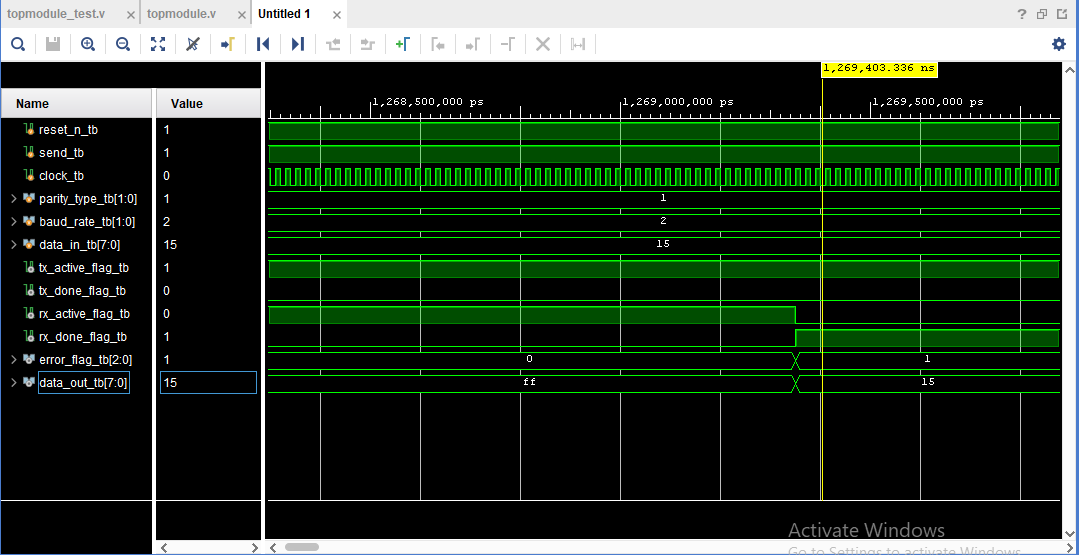 topmodule_test.v topmodule.v Untitled 1
1,269,403.336 ns
Name Value
1,268,500,000 ps 1,269,000,000 ps 1,269,500,000 ps
reset_n_tb 1
send_tb 1
clock_tb 0
parity_type_tb[1:0] 1 1
baud_rate_tb[1:0] 2 2
data_in_tb[7:0] 15 15
tx_active_flag_tb 1
tx_done_flag_tb 0
rx_active_flag_tb 0
rx_done_flag_tb 1
error_flag_tb[2:0] 1 0 1
data_out_tb[7:0] 15 ff 15
Activate Windows
Go to Settings to activate Windows.